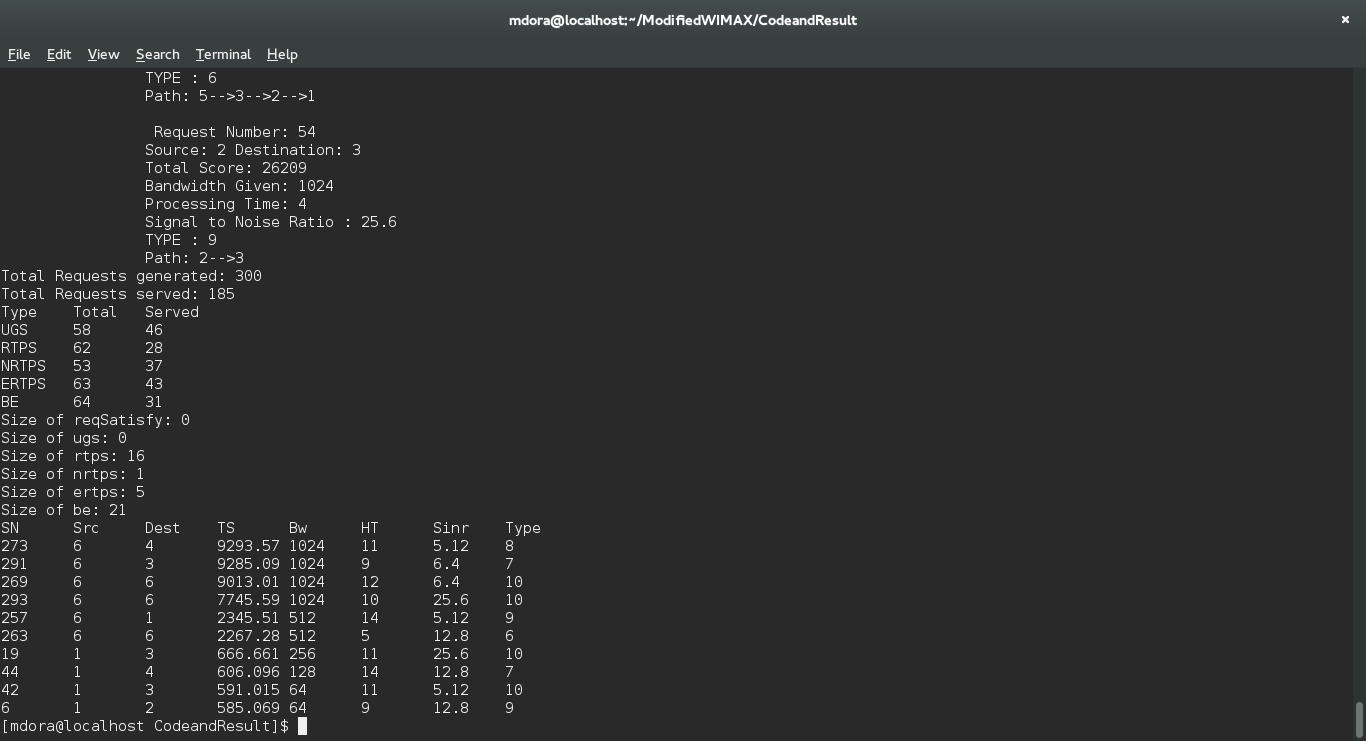 mdora@localhost:~/ModifiedWIMAX/CodeandResult ×
File Edit View Search Terminal Help
TYPE : 6
Path: 5-->3-->2-->1
Request Number: 54
Source: 2 Destination: 3
Total Score: 26209
Bandwidth Given: 1024
Processing Time: 4
Signal to Noise Ratio : 25.6
TYPE : 9
Path: 2-->3
Total Requests generated: 300
Total Requests served: 185
Type Total Served
UGS 58 46
RTPS 62 28
NRTPS 53 37
ERTPS 63 43
BE 64 31
Size of reqSatisfy: 0
Size of ugs: 0
Size of rtps: 16
Size of nrtps: 1
Size of ertps: 5
Size of be: 21
SN Src Dest TS Bw HT Sinr Type
273 6 4 9293.57 1024 11 5.12 8
291 6 3 9285.09 1024 9 6.4 7
269 6 6 9013.01 1024 12 6.4 10
293 6 6 7745.59 1024 10 25.6 10
257 6 1 2345.51 512 14 5.12 9
263 6 6 2267.28 512 5 12.8 6
19 1 3 666.661 256 11 25.6 10
44 1 4 606.096 128 14 12.8 7
42 1 3 591.015 64 11 5.12 10
6 1 2 585.069 64 9 12.8 9
[mdora@localhost CodeandResult]$